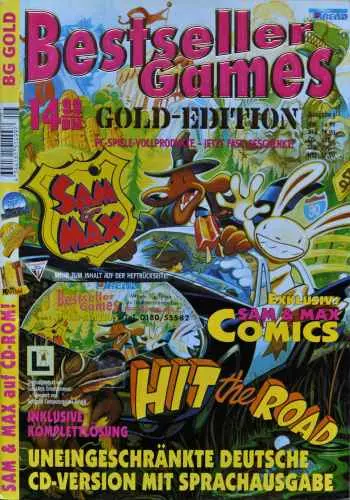 BG GOLD
Bestseller
Games
14 99
GOLD-EDITION
PC-SPIELE-VOLLPRODUKTE - JETZT FAST GESCHENKT!
SAM
&
MAX
MEHR ZUM INHALT AUF DER HEFTRÜCKSEITE!
Bestseller
Games
EXKLUSIVE
SAM & MAX
COMICS
HIT the ROAD
INKLUSIVE
KOMPLETTLÖSUNG
SAM & MAX auf CD-ROM!
UNEINGESCHRÄNKTE DEUTSCHE
CD-VERSION MIT SPRACHAUSGABE